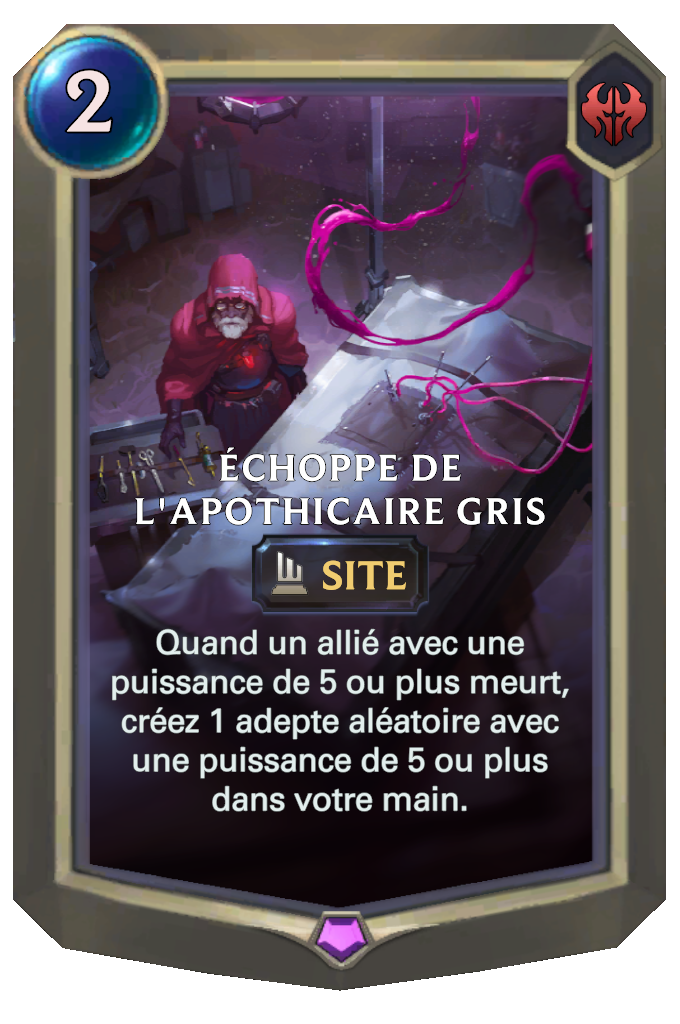 2
ÉCHOPPE DE
L'APOTHICAIRE GRIS
SITE
Quand un allié avec une
puissance de 5 ou plus meurt,
créez 1 adepte aléatoire avec
une puissance de 5 ou plus
dans votre main.